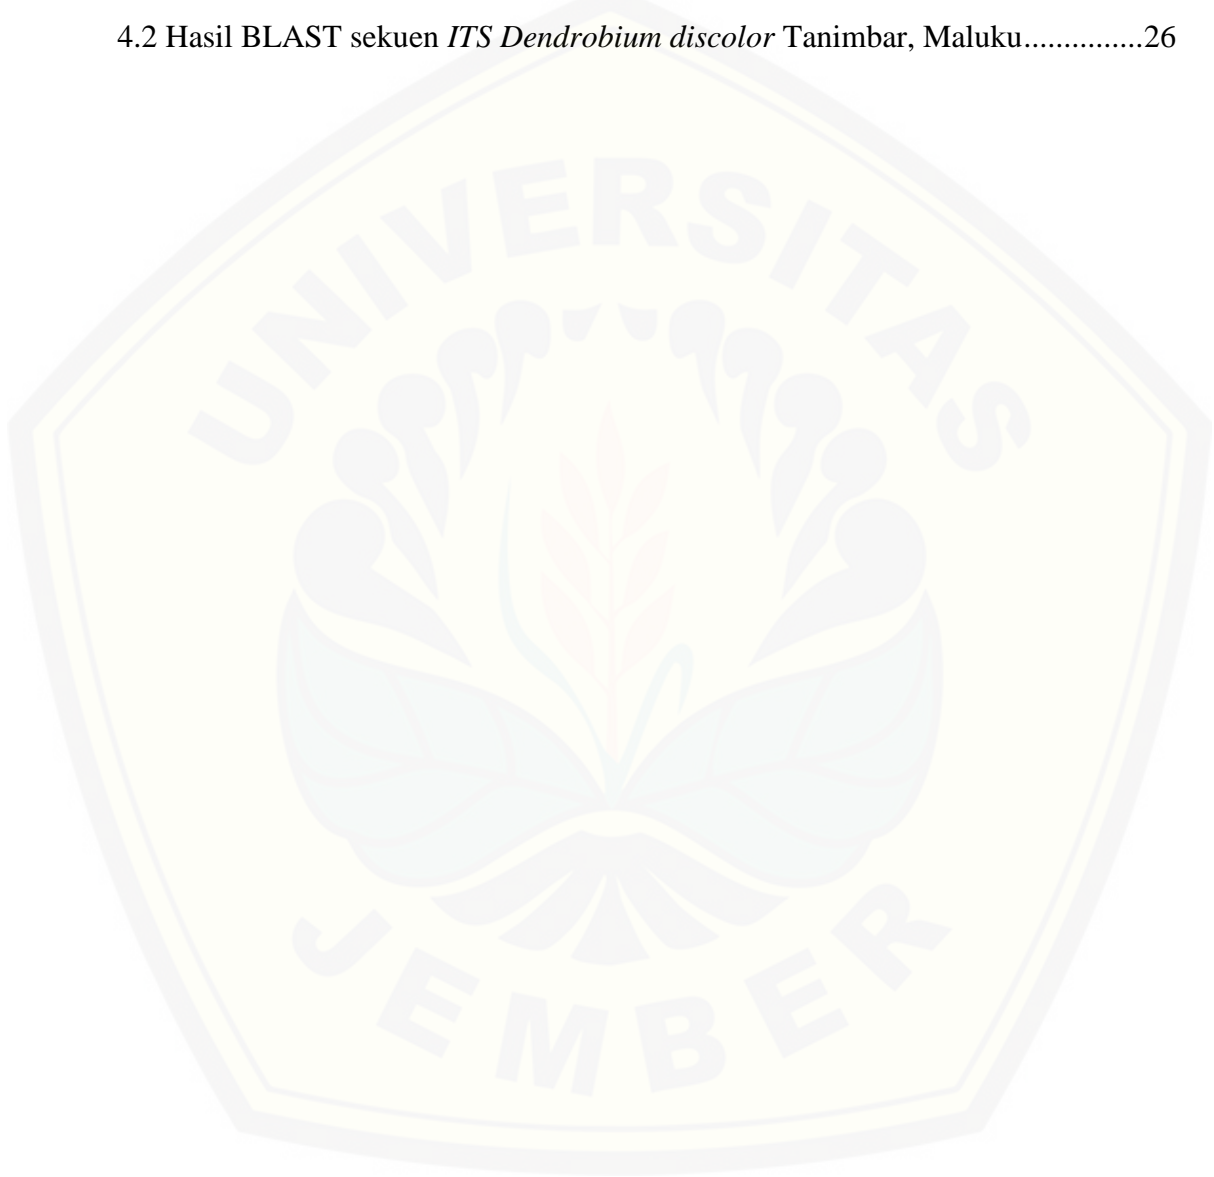 4.2 Hasil BLAST sekuen ITS Dendrobium discolor Tanimbar, Maluku...............26
UNIVERSITAS
JEMBER